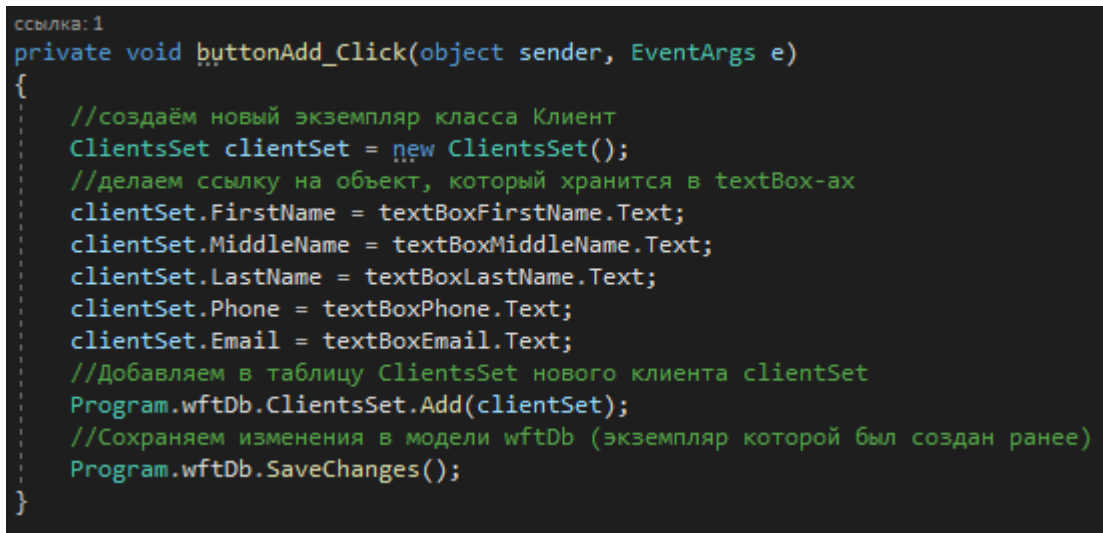 ссылка: 1
private void buttonAdd_Click(object sender, EventArgs e)
{
//создаём новый экземпляр класса Клиент
ClientsSet clientSet = new ClientsSet();
//делаем ссылку на объект, который хранится в textBox-ах
clientSet.FirstName = textBoxFirstName.Text;
clientSet.MiddleName = textBoxMiddleName.Text;
clientSet.LastName = textBoxLastName.Text;
clientSet.Phone = textBoxPhone.Text;
clientSet.Email = textBoxEmail.Text;
//Добавляем в таблицу ClientsSet нового клиента clientSet
Program.wftDb.ClientsSet.Add(clientSet);
//Сохраняем изменения в модели wftDb (экземпляр которой был создан ранее)
Program.wftDb.SaveChanges();
}